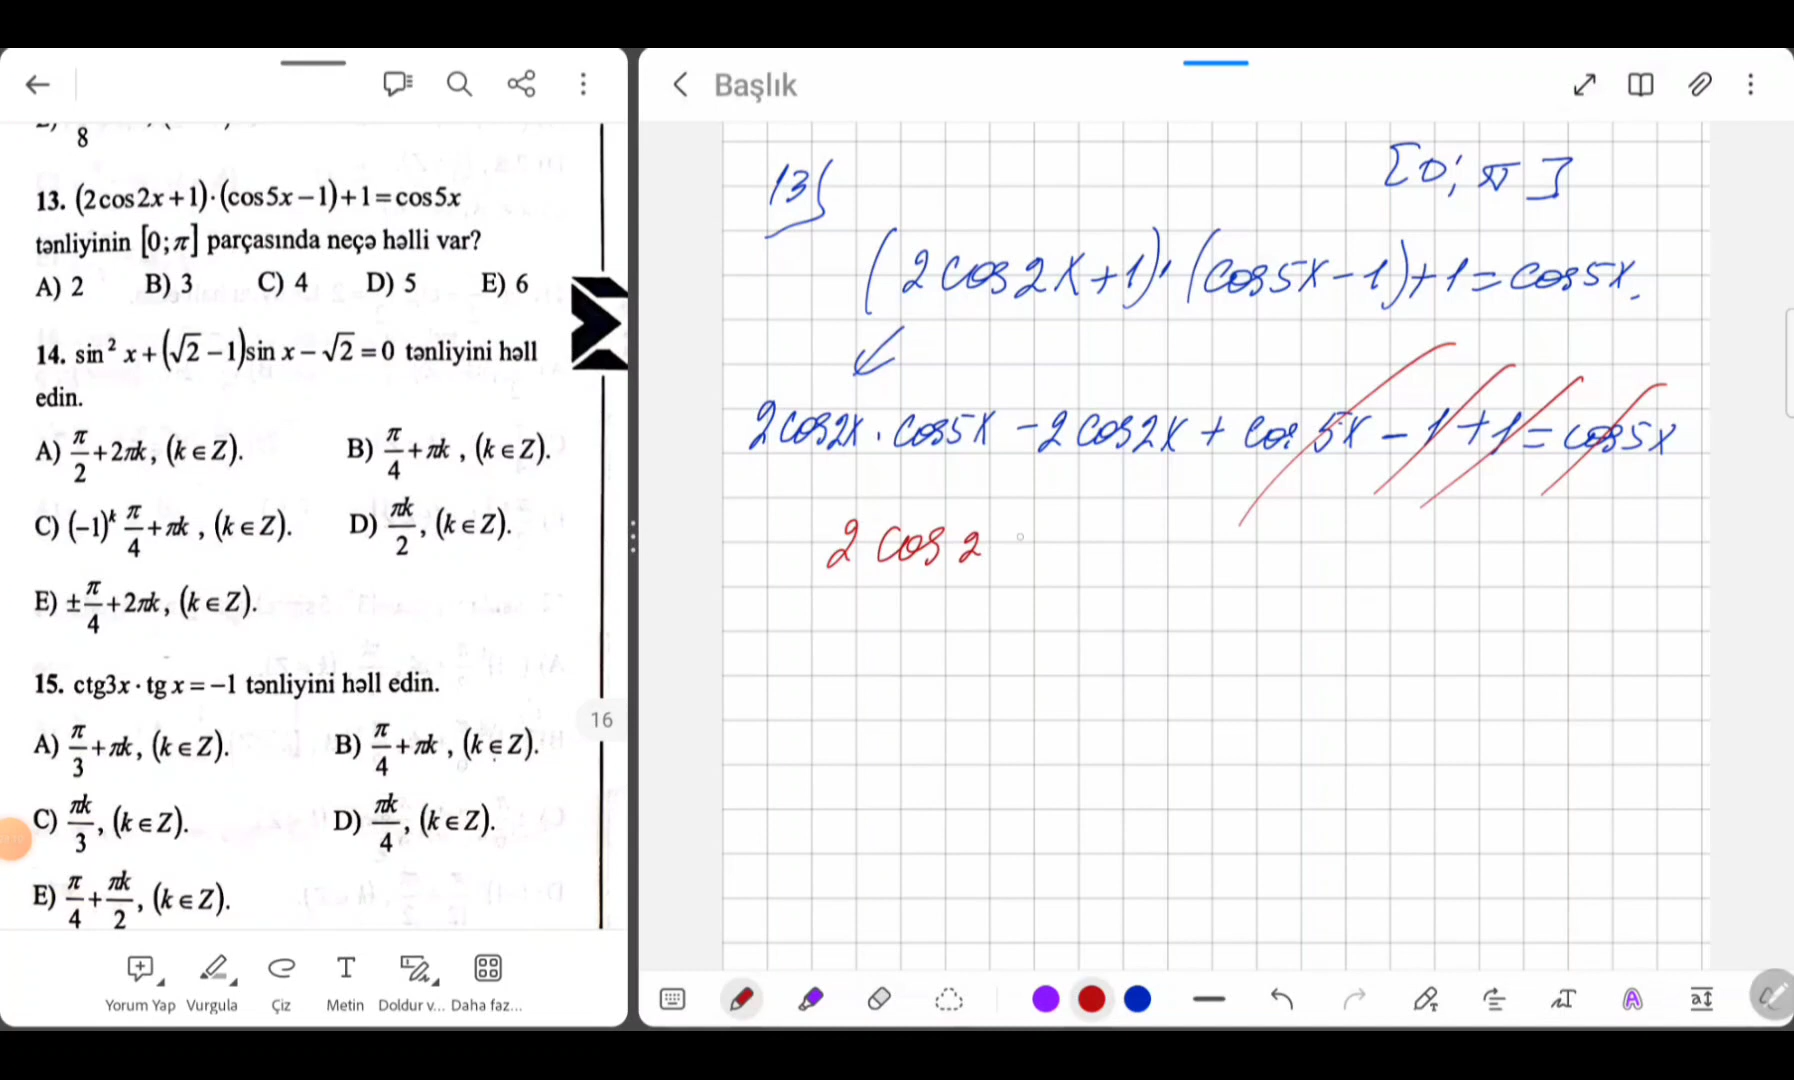 Başlık
8
13. (2cos2x+1)·(cos5x−1)+1=cos5x
tənliyinin [0;π] parçasında neçə həlli var?
A) 2 B) 3 C) 4 D) 5 E) 6
14. sin² x+(√2−1)sin x−√2=0 tənliyini həll
edin.
A) π/2+2πk, (k∈Z). B) π/4+πk, (k∈Z).
C) (−1)ᵏ π/4+πk, (k∈Z). D) πk/2, (k∈Z).
E) ±π/4+2πk, (k∈Z).
15. ctg3x·tg x=−1 tənliyini həll edin.
A) π/3+πk, (k∈Z). B) π/4+πk, (k∈Z).
C) πk/3, (k∈Z). D) πk/4, (k∈Z).
E) π/4+πk/2, (k∈Z).
16
Yorum Yap Vurgula Çiz Metin Doldur v... Daha faz...
13 [0; π]
(2cos2x+1)·(cos5x−1)+1=cos5x.
2cos2x·cos5x−2cos2x+cos5x−1+1=cos5x
2 cos 2